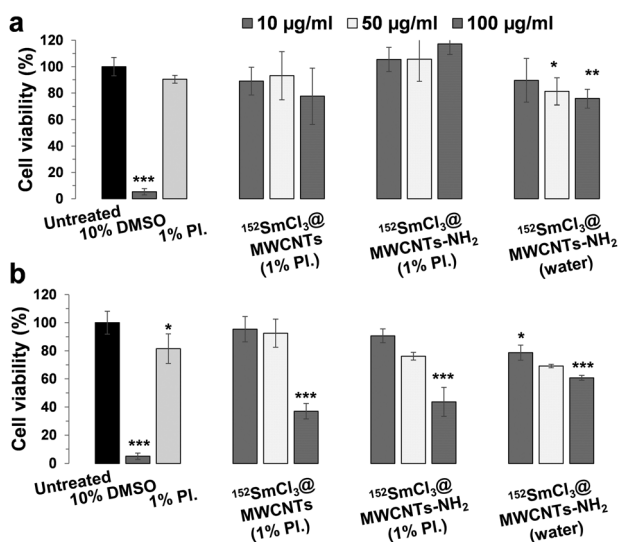 a
10 µg/ml 50 µg/ml 100 µg/ml
Cell viability (%)
120
100
80
60
40
20
0
***
*
**
Untreated
10% DMSO
1% Pl.
¹⁵²SmCl₃@
MWCNTs
(1% Pl.)
¹⁵²SmCl₃@
MWCNTs-NH₂
(1% Pl.)
¹⁵²SmCl₃@
MWCNTs-NH₂
(water)
b
Cell viability (%)
120
100
80
60
40
20
0
***
*
***
***
*
***
Untreated
10% DMSO
1% Pl.
¹⁵²SmCl₃@
MWCNTs
(1% Pl.)
¹⁵²SmCl₃@
MWCNTs-NH₂
(1% Pl.)
¹⁵²SmCl₃@
MWCNTs-NH₂
(water)